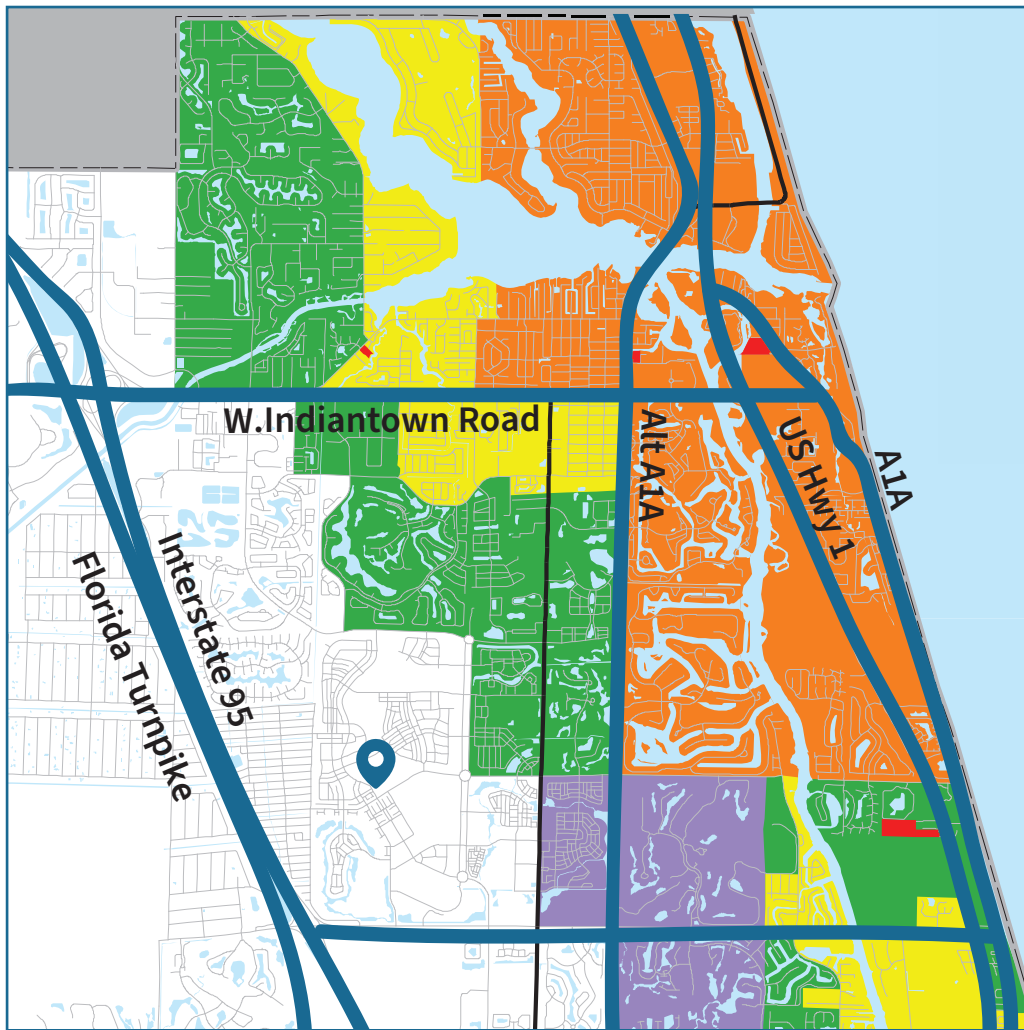 W.Indiantown Road
Alt A1A
US Hwy 1
A1A
Interstate 95
Florida Turnpike